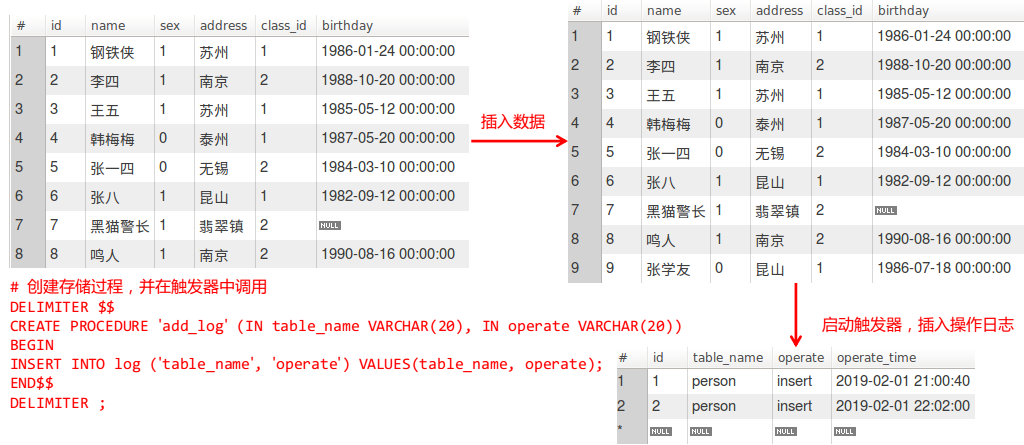 # id name sex address class_id birthday
1 1 钢铁侠 1 苏州 1 1986-01-24 00:00:00
2 2 李四 1 南京 2 1988-10-20 00:00:00
3 3 王五 1 苏州 1 1985-05-12 00:00:00
4 4 韩梅梅 0 泰州 1 1987-05-20 00:00:00
5 5 张一四 0 无锡 2 1984-03-10 00:00:00
6 6 张八 1 昆山 1 1982-09-12 00:00:00
7 7 黑猫警长 1 翡翠镇 2 NULL
8 8 鸣人 1 南京 2 1990-08-16 00:00:00
插入数据
# id name sex address class_id birthday
1 1 钢铁侠 1 苏州 1 1986-01-24 00:00:00
2 2 李四 1 南京 2 1988-10-20 00:00:00
3 3 王五 1 苏州 1 1985-05-12 00:00:00
4 4 韩梅梅 0 泰州 1 1987-05-20 00:00:00
5 5 张一四 0 无锡 2 1984-03-10 00:00:00
6 6 张八 1 昆山 1 1982-09-12 00:00:00
7 7 黑猫警长 1 翡翠镇 2 NULL
8 8 鸣人 1 南京 2 1990-08-16 00:00:00
9 9 张学友 0 昆山 1 1986-07-18 00:00:00
# 创建存储过程，并在触发器中调用
DELIMITER $$
CREATE PROCEDURE 'add_log' (IN table_name VARCHAR(20), IN operate VARCHAR(20))
BEGIN
INSERT INTO log ('table_name', 'operate') VALUES(table_name, operate);
END$$
DELIMITER ;
启动触发器，插入操作日志
# id table_name operate operate_time
1 1 person insert 2019-02-01 21:00:40
2 2 person insert 2019-02-01 22:02:00
* NULL NULL NULL NULL